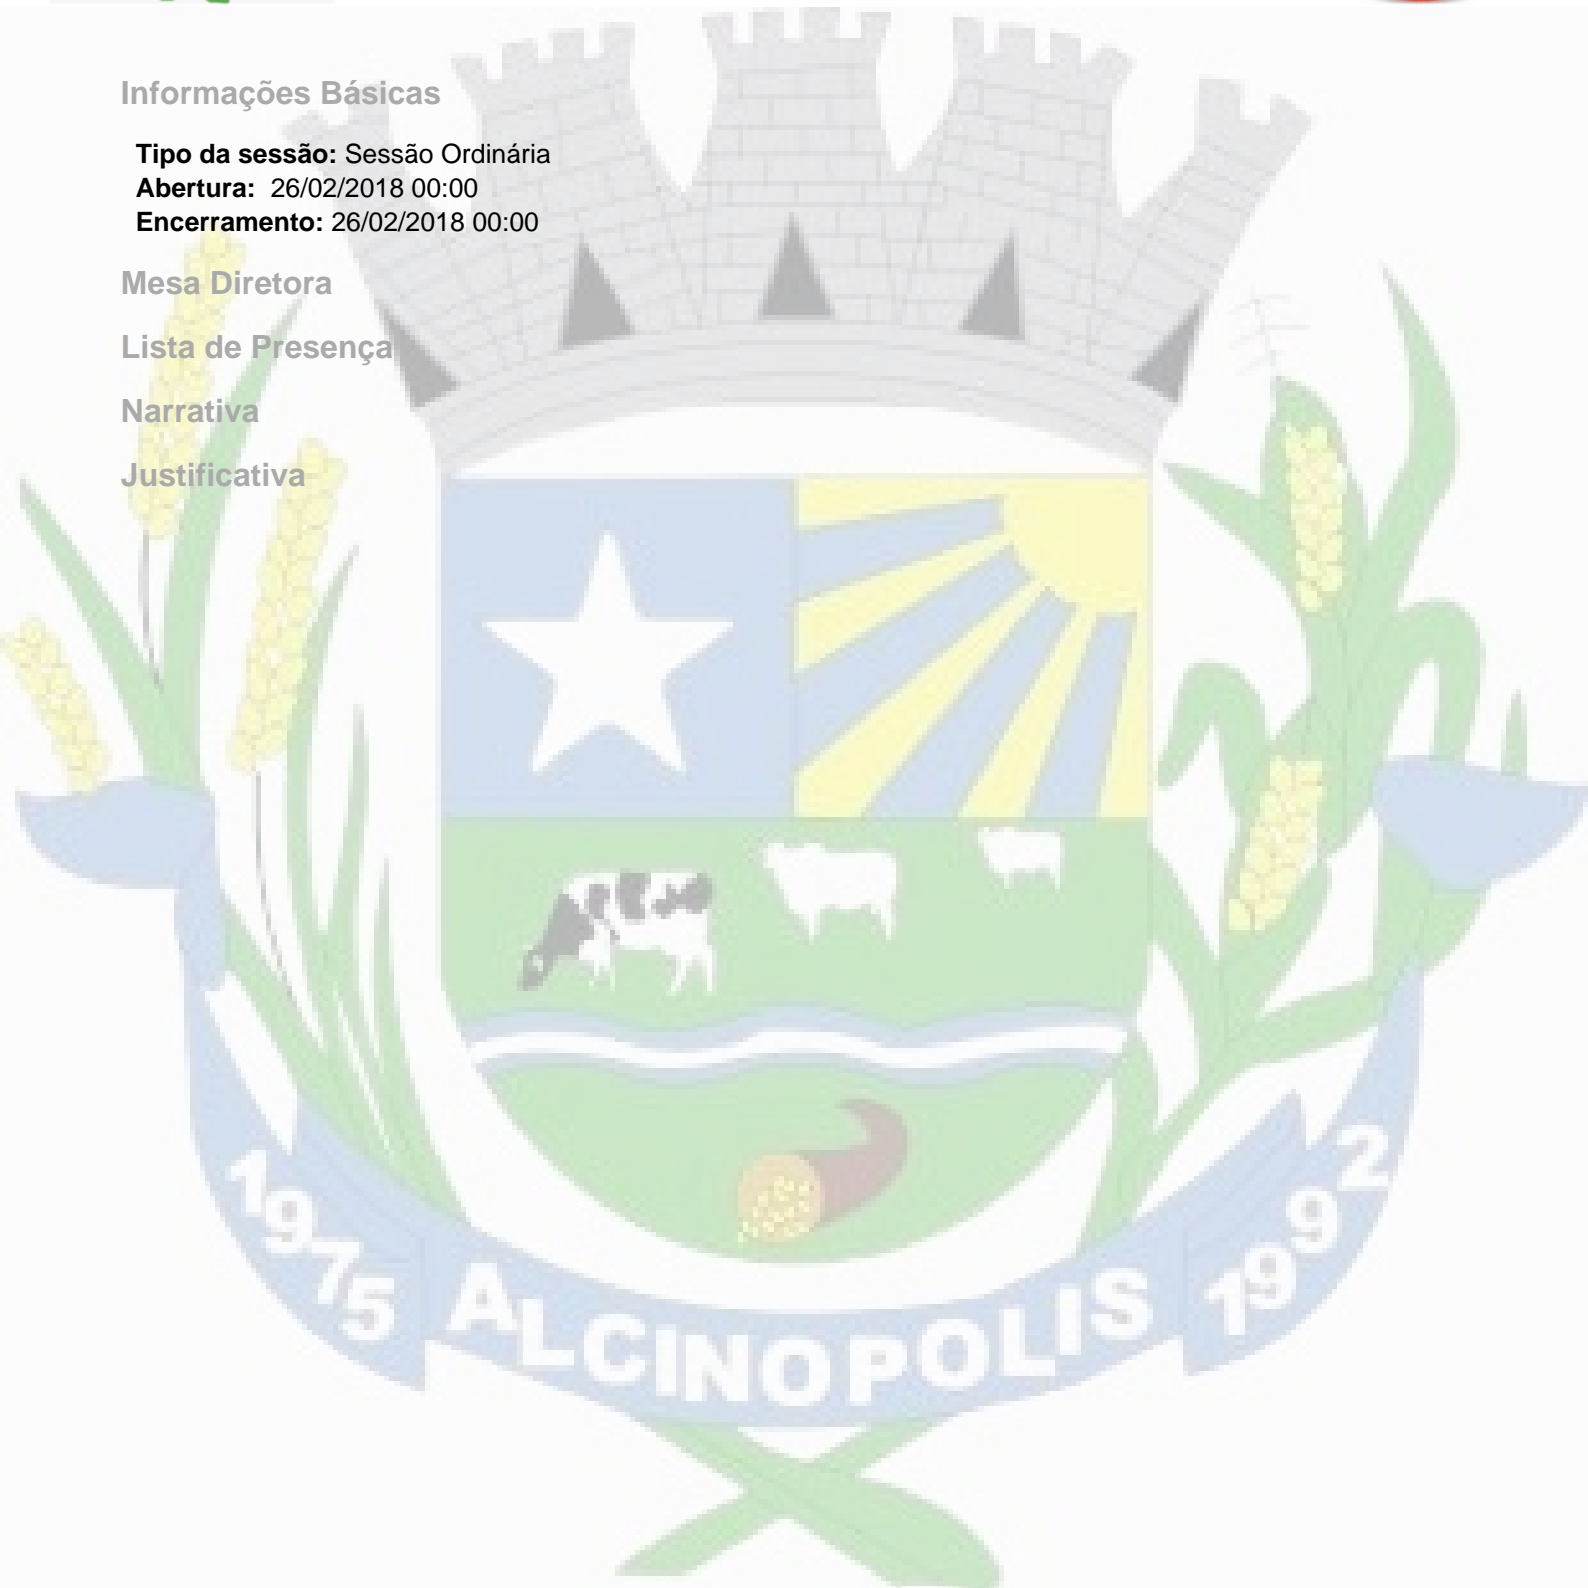 Informações Básicas
Tipo da sessão: Sessão Ordinária
Abertura: 26/02/2018 00:00
Encerramento: 26/02/2018 00:00
Mesa Diretora
Lista de Presença
Narrativa
Justificativa
1975 ALCINOPOLIS 1992